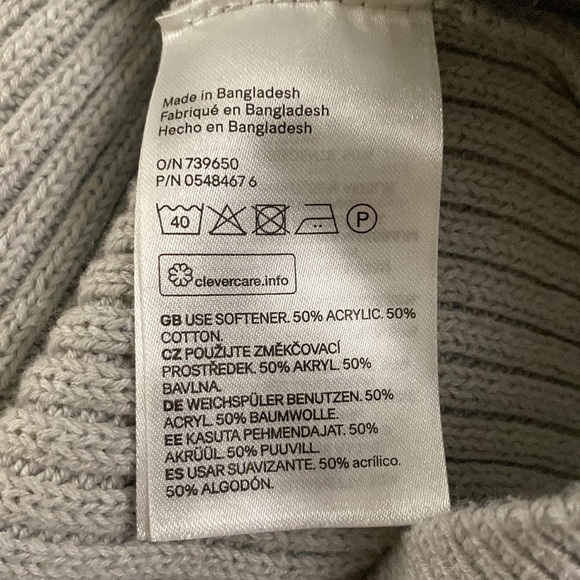 Made in Bangladesh
Fabriqué en Bangladesh
Hecho en Bangladesh
O/N 739650
P/N 0548467 6
40
P
clevercare.info
GB USE SOFTENER. 50% ACRYLIC. 50%
COTTON.
CZ POUŽIJTE ZMĚKČOVACÍ
PROSTŘEDEK. 50% AKRYL. 50%
BAVLNA.
DE WEICHSPÜLER BENUTZEN. 50%
ACRYL. 50% BAUMWOLLE.
EE KASUTA PEHMENDAJAT. 50%
AKRÜÜL. 50% PUUVILL.
ES USAR SUAVIZANTE. 50% acrílico.
50% ALGODÓN.